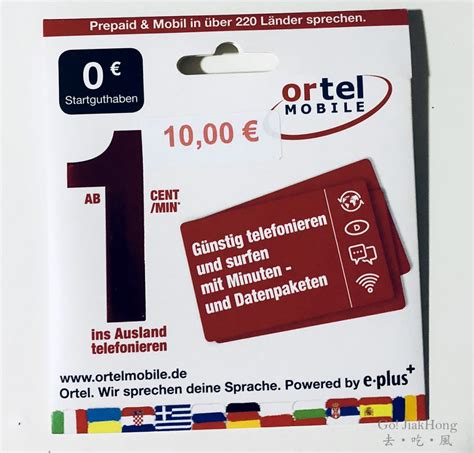 Prepaid & Mobil in über 220 Länder sprechen.
0 €
Startguthaben
ortel
MOBILE
10,00 €
AB
1
CENT
/MIN*
Günstig telefonieren
und surfen
mit Minuten -
und Datenpaketen
D
ins Ausland
telefonieren
www.ortelmobile.de
Ortel. Wir sprechen deine Sprache. Powered by e-plus+
Go! JiakHong
去・吃・風